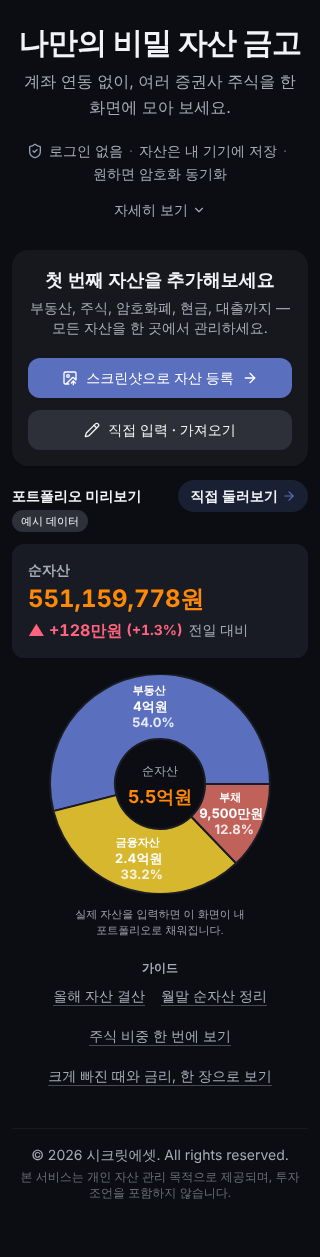 나만의 비밀 자산 금고
계좌 연동 없이, 여러 증권사 주식을 한
화면에 모아 보세요.
로그인 없음 · 자산은 내 기기에 저장 ·
원하면 암호화 동기화
자세히 보기
첫 번째 자산을 추가해보세요
부동산, 주식, 암호화폐, 현금, 대출까지 —
모든 자산을 한 곳에서 관리하세요.
스크린샷으로 자산 등록 →
직접 입력 · 가져오기
포트폴리오 미리보기
예시 데이터
직접 둘러보기 →
순자산
551,159,778원
▲ +128만원 (+1.3%) 전일 대비
부동산
4억원
54.0%
순자산
5.5억원
부채
9,500만원
12.8%
금융자산
2.4억원
33.2%
실제 자산을 입력하면 이 화면이 내
포트폴리오로 채워집니다.
가이드
올해 자산 결산 월말 순자산 정리
주식 비중 한 번에 보기
크게 빠진 때와 금리, 한 장으로 보기
© 2026 시크릿에셋. All rights reserved.
본 서비스는 개인 자산 관리 목적으로 제공되며, 투자
조언을 포함하지 않습니다.